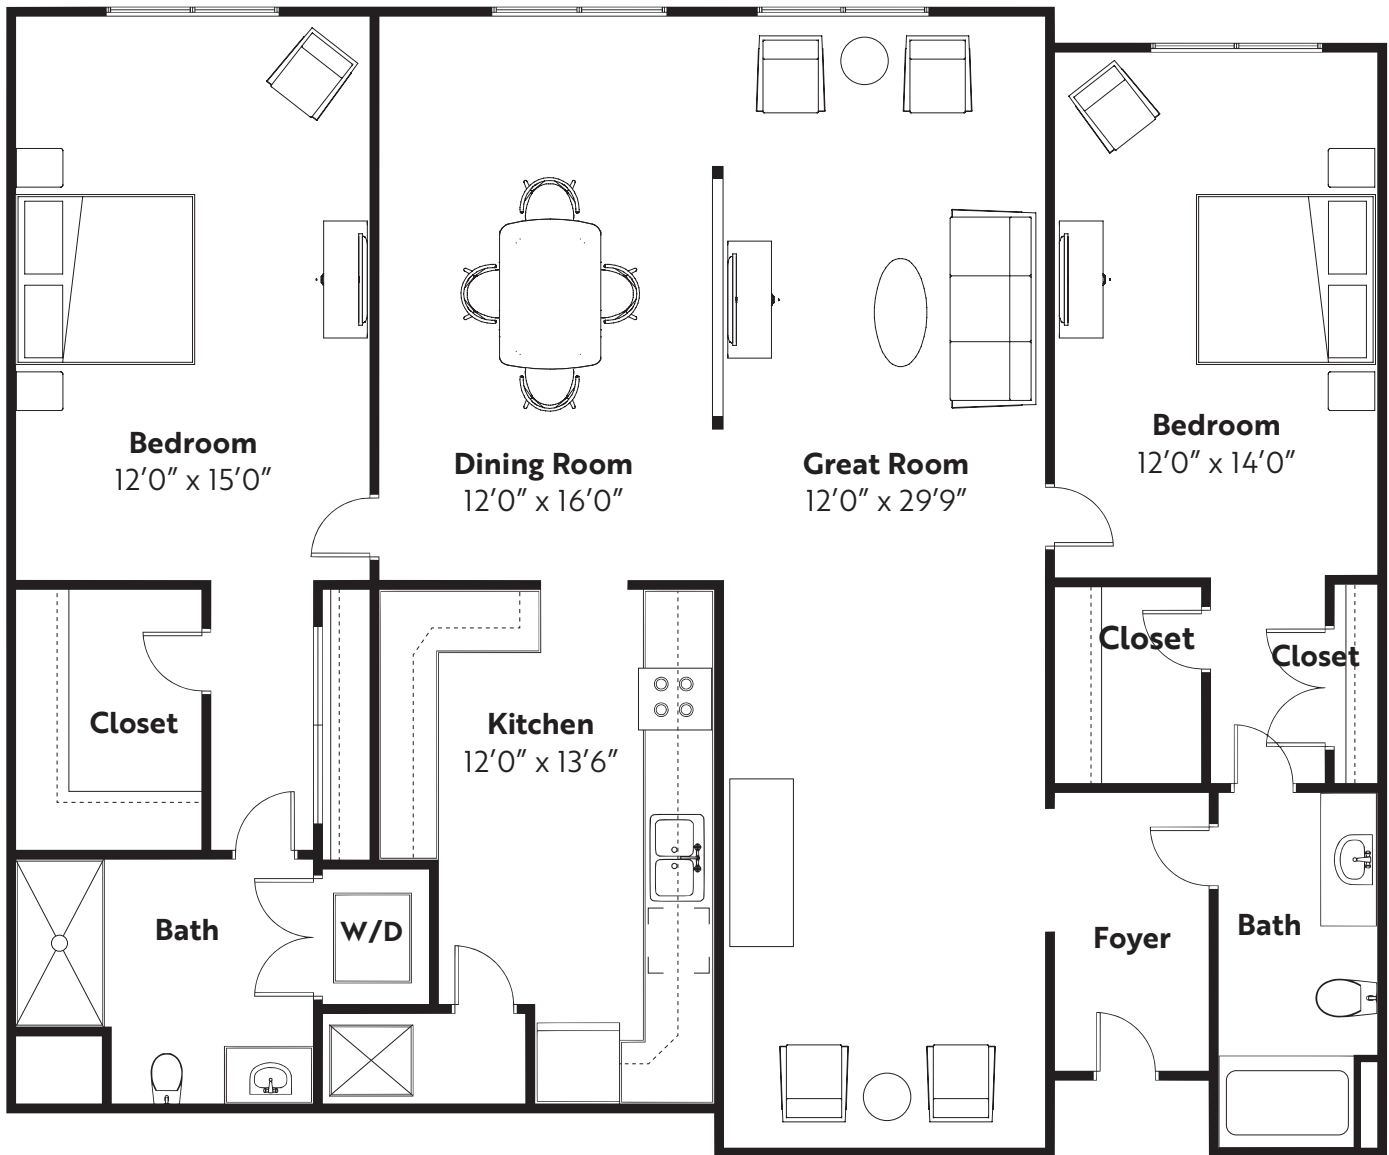 Bedroom
12’0” x 15’0”
Dining Room
12’0” x 16’0”
Great Room
12’0” x 29’9”
Bedroom
12’0” x 14’0”
Closet
Kitchen
12’0” x 13’6”
Closet
Closet
Bath
W/D
Foyer
Bath